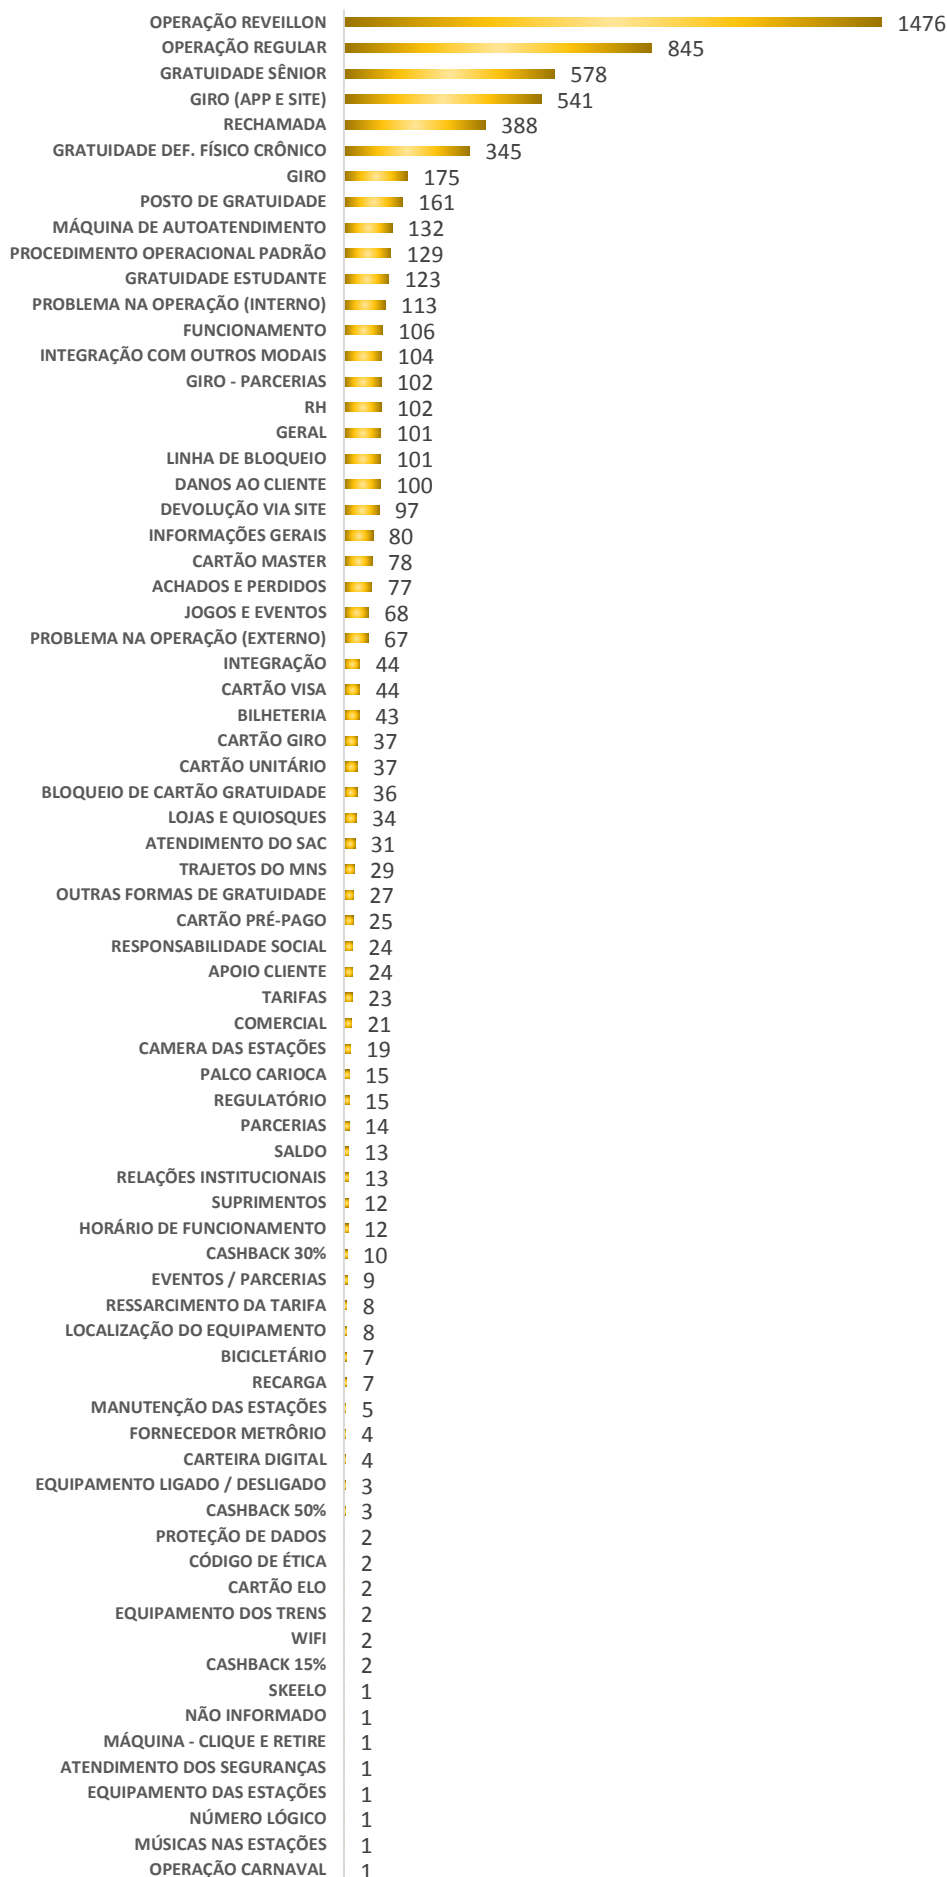 OPERAÇÃO REVEILLON 1476
OPERAÇÃO REGULAR 845
GRATUIDADE SÊNIOR 578
GIRO (APP E SITE) 541
RECHAMADA 388
GRATUIDADE DEF. FÍSICO CRÔNICO 345
GIRO 175
POSTO DE GRATUIDADE 161
MÁQUINA DE AUTOATENDIMENTO 132
PROCEDIMENTO OPERACIONAL PADRÃO 129
GRATUIDADE ESTUDANTE 123
PROBLEMA NA OPERAÇÃO (INTERNO) 113
FUNCIONAMENTO 106
INTEGRAÇÃO COM OUTROS MODAIS 104
GIRO - PARCERIAS 102
RH 102
GERAL 101
LINHA DE BLOQUEIO 101
DANOS AO CLIENTE 100
DEVOLUÇÃO VIA SITE 97
INFORMAÇÕES GERAIS 80
CARTÃO MASTER 78
ACHADOS E PERDIDOS 77
JOGOS E EVENTOS 68
PROBLEMA NA OPERAÇÃO (EXTERNO) 67
INTEGRAÇÃO 44
CARTÃO VISA 44
BILHETERIA 43
CARTÃO GIRO 37
CARTÃO UNITÁRIO 37
BLOQUEIO DE CARTÃO GRATUIDADE 36
LOJAS E QUIOSQUES 34
ATENDIMENTO DO SAC 31
TRAJETOS DO MNS 29
OUTRAS FORMAS DE GRATUIDADE 27
CARTÃO PRÉ-PAGO 25
RESPONSABILIDADE SOCIAL 24
APOIO CLIENTE 24
TARIFAS 23
COMERCIAL 21
CAMERA DAS ESTAÇÕES 19
PALCO CARIOCA 15
REGULATÓRIO 15
PARCERIAS 14
SALDO 13
RELAÇÕES INSTITUCIONAIS 13
SUPRIMENTOS 12
HORÁRIO DE FUNCIONAMENTO 12
CASHBACK 30% 10
EVENTOS / PARCERIAS 9
RESSARCIMENTO DA TARIFA 8
LOCALIZAÇÃO DO EQUIPAMENTO 8
BICICLETÁRIO 7
RECARGA 7
MANUTENÇÃO DAS ESTAÇÕES 5
FORNECEDOR METRÔRIO 4
CARTEIRA DIGITAL 4
EQUIPAMENTO LIGADO / DESLIGADO 3
CASHBACK 50% 3
PROTEÇÃO DE DADOS 2
CÓDIGO DE ÉTICA 2
CARTÃO ELO 2
EQUIPAMENTO DOS TRENS 2
WIFI 2
CASHBACK 15% 2
SKEELO 1
NÃO INFORMADO 1
MÁQUINA - CLIQUE E RETIRE 1
ATENDIMENTO DOS SEGURANÇAS 1
EQUIPAMENTO DAS ESTAÇÕES 1
NÚMERO LÓGICO 1
MÚSICAS NAS ESTAÇÕES 1
OPERAÇÃO CARNAVAL 1